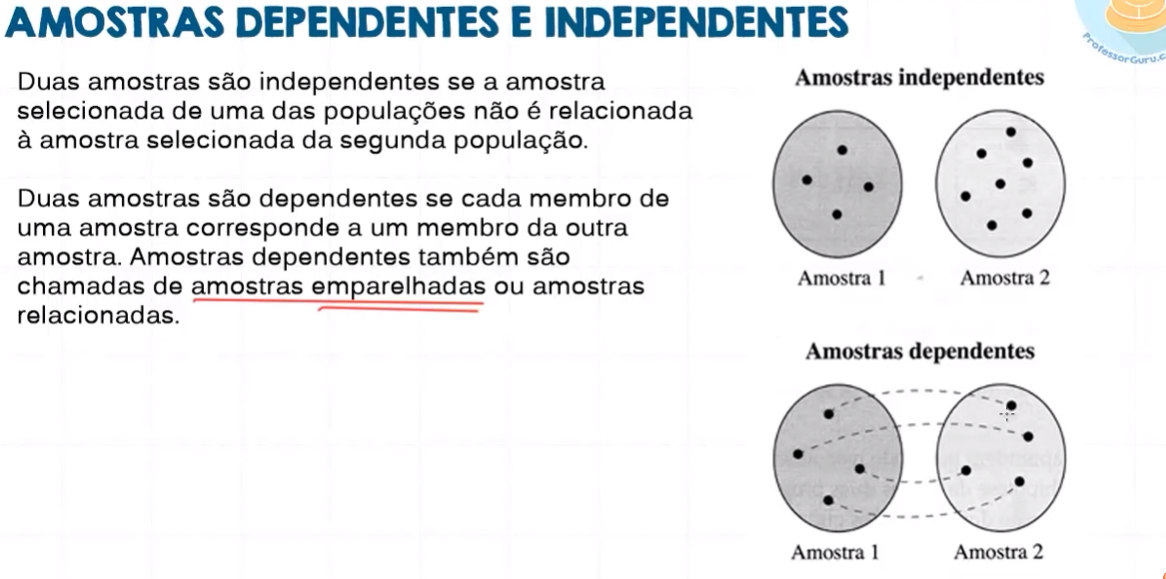 AMOSTRAS DEPENDENTES E INDEPENDENTES
ProfessorGuru.c
Duas amostras são independentes se a amostra
selecionada de uma das populações não é relacionada
à amostra selecionada da segunda população.
Duas amostras são dependentes se cada membro de
uma amostra corresponde a um membro da outra
amostra. Amostras dependentes também são
chamadas de amostras emparelhadas ou amostras
relacionadas.
Amostras independentes
Amostra 1
Amostra 2
Amostras dependentes
Amostra 1
Amostra 2